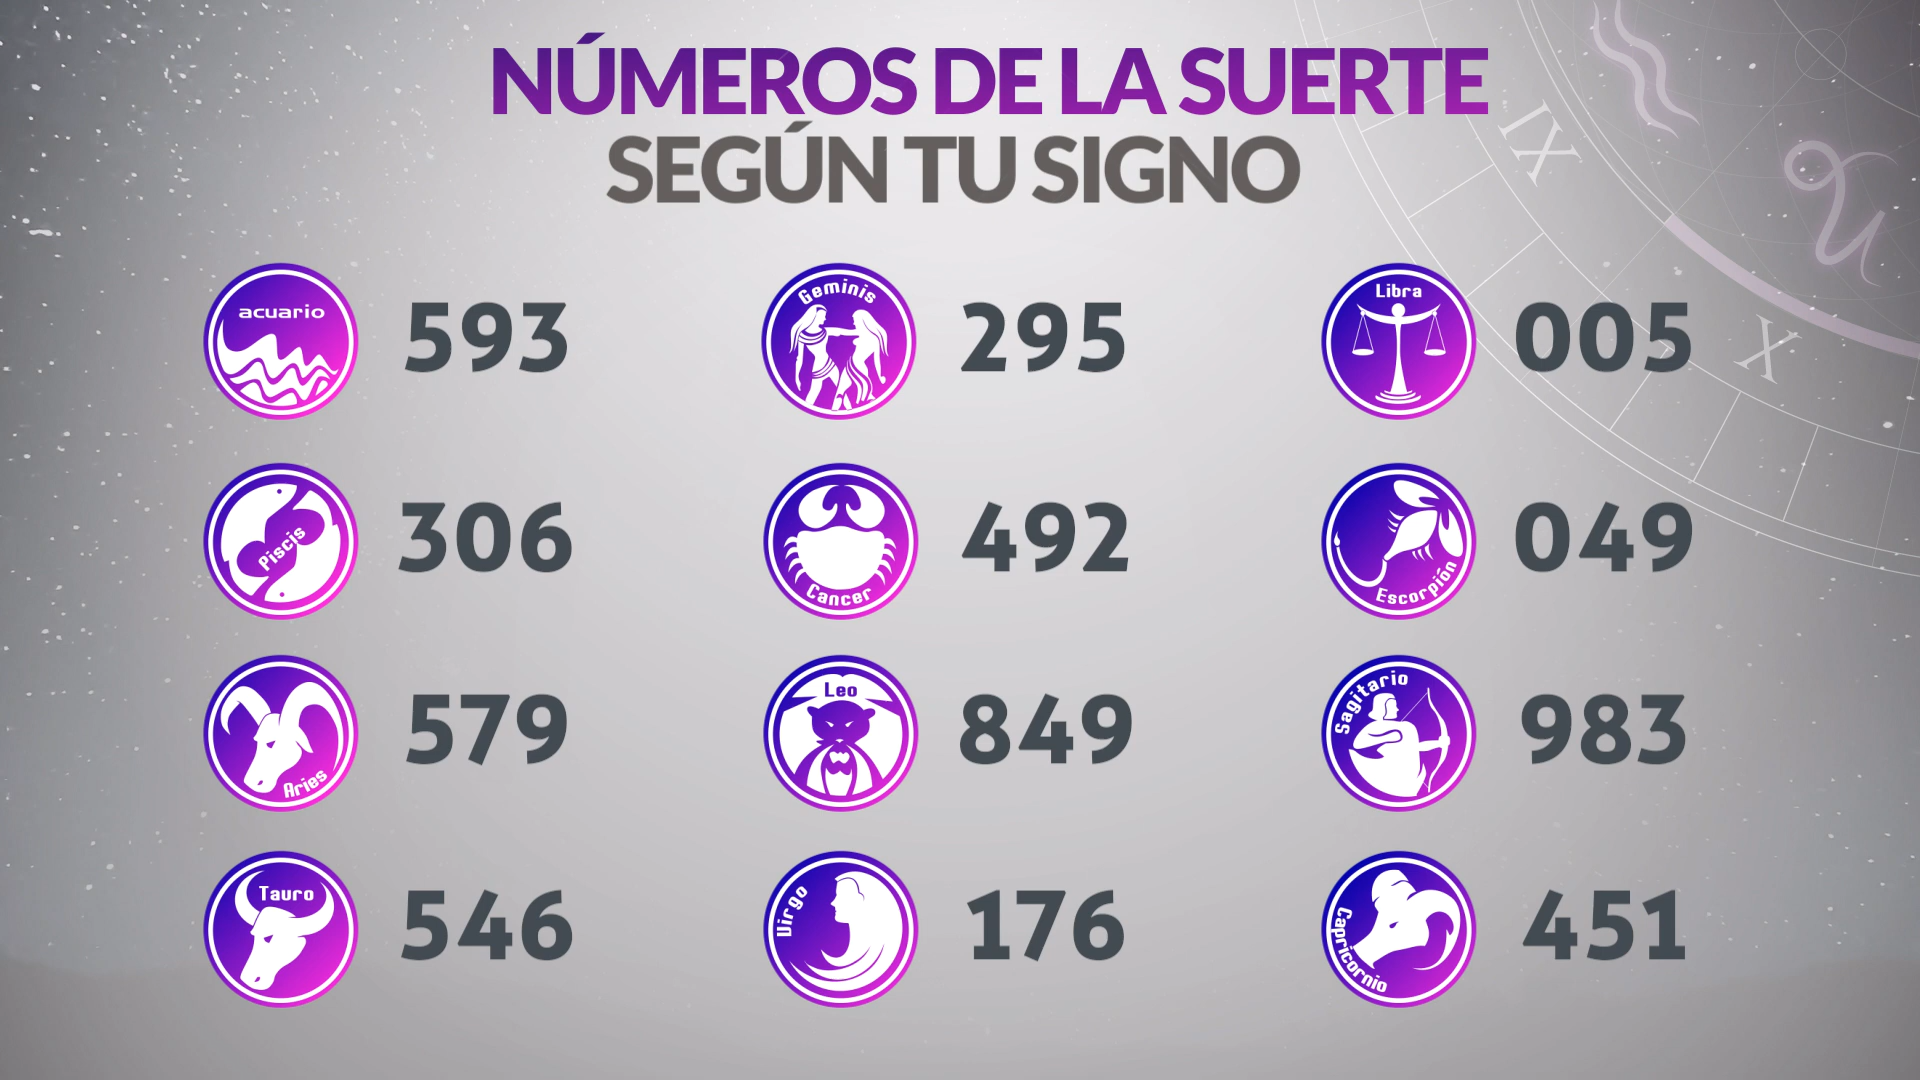 NÚMEROS DE LA SUERTE
SEGÚN TU SIGNO
acuario 593
Geminis 295
Libra 005
Piscis 306
Cancer 492
Escorpión 049
Aries 579
Leo 849
Sagitario 983
Tauro 546
Virgo 176
Capricornio 451
IX
X